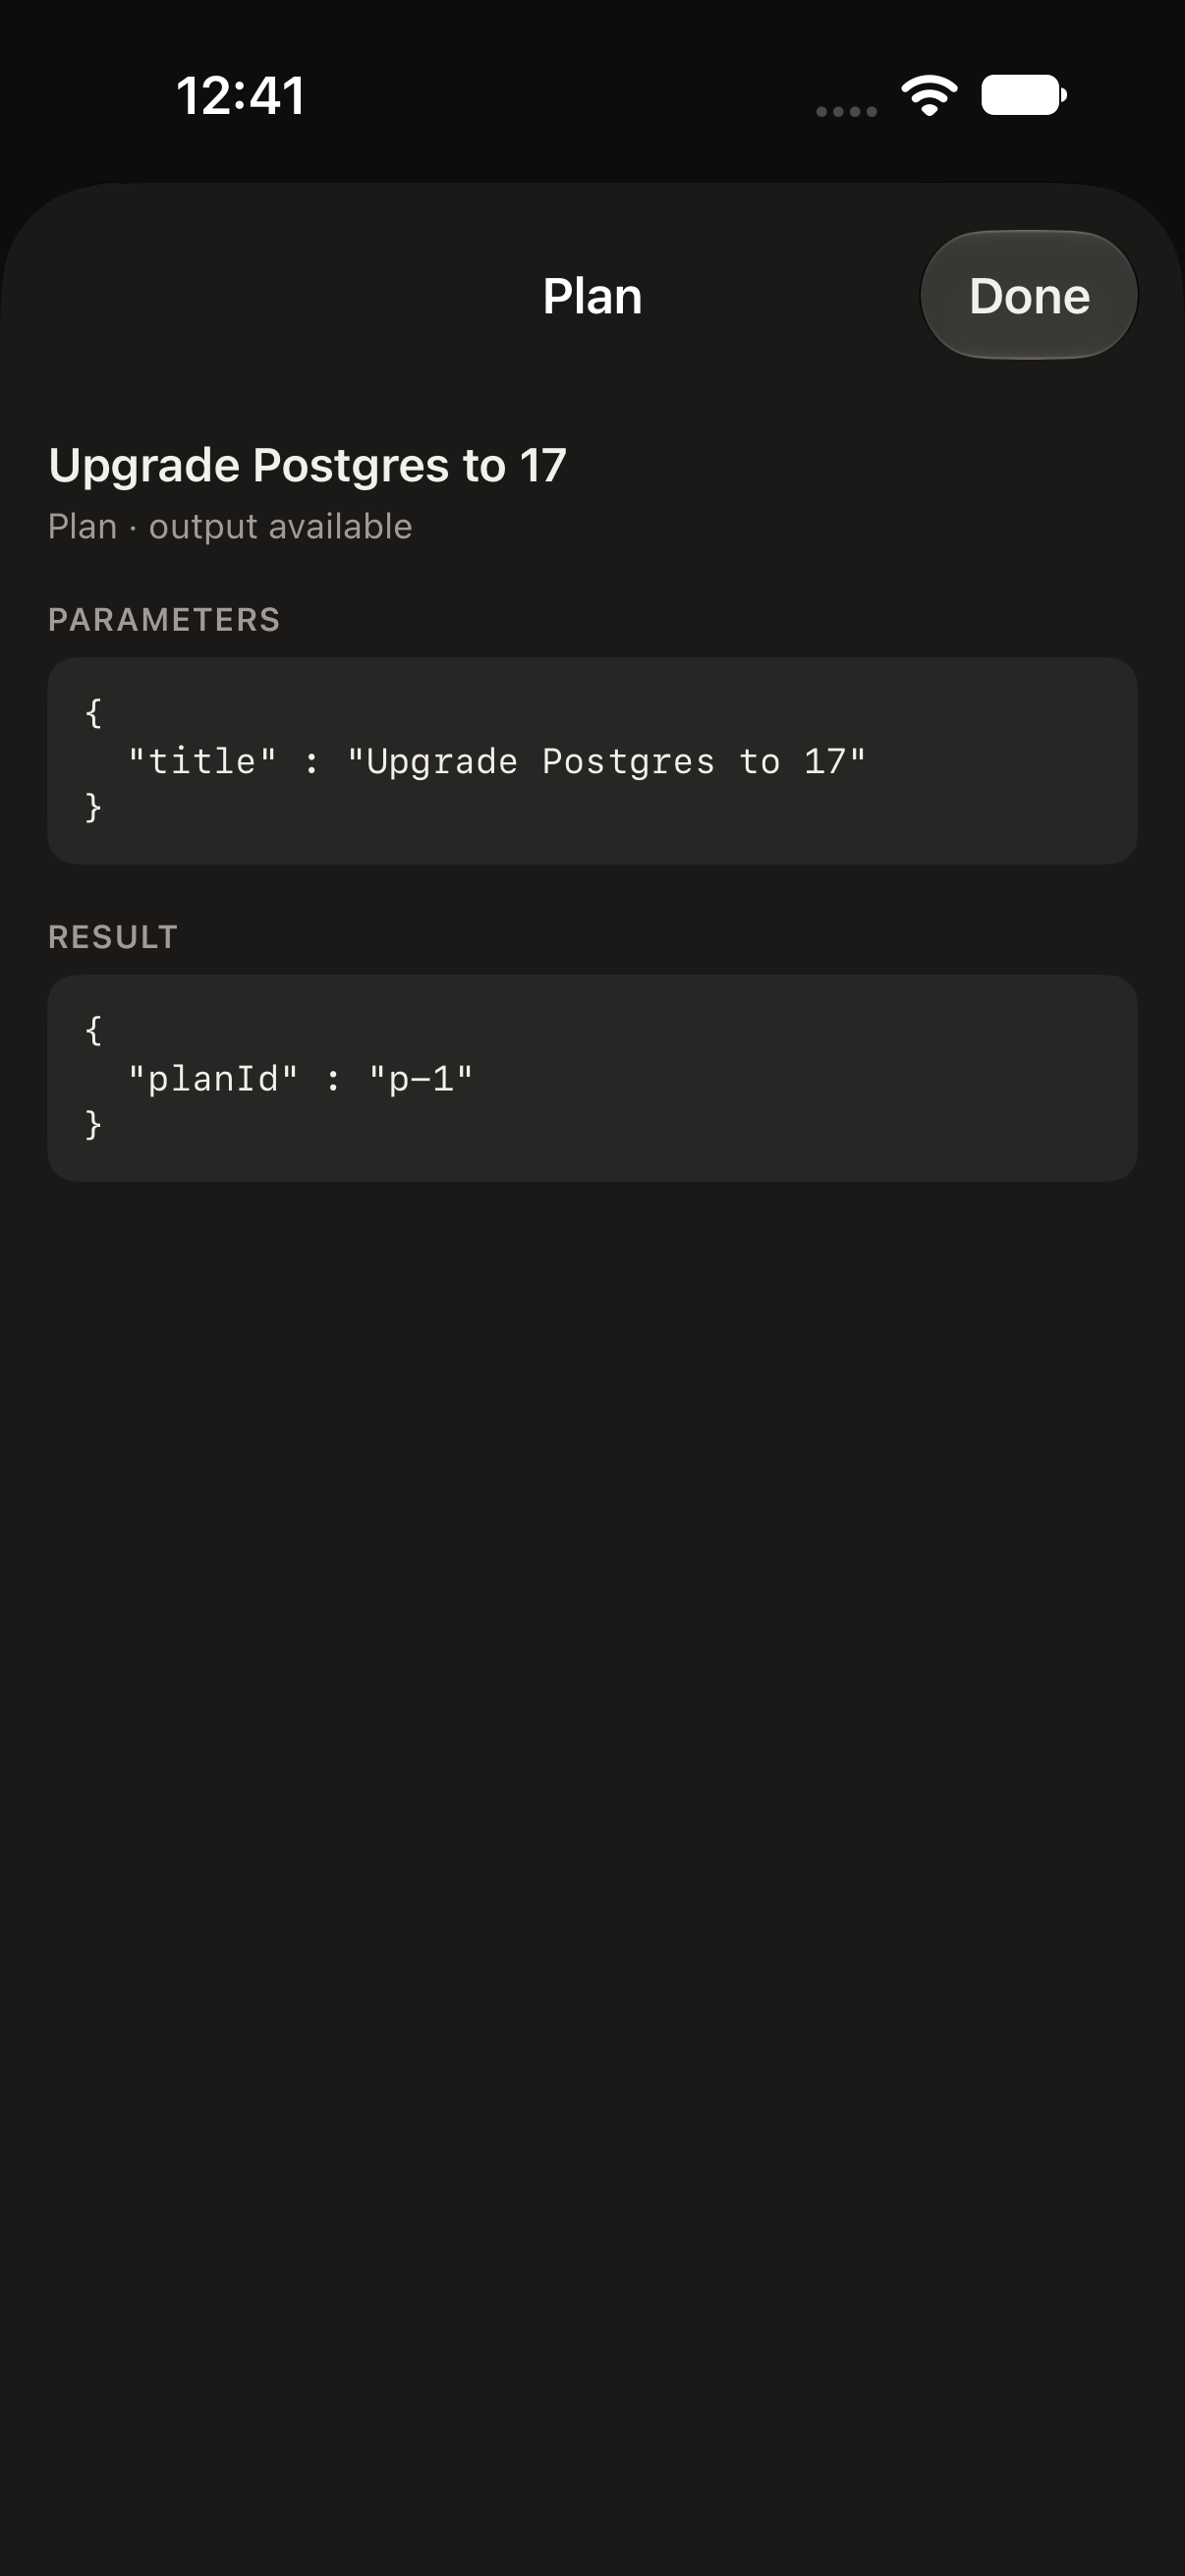 12:41
Plan
Done
Upgrade Postgres to 17
Plan · output available
PARAMETERS
{
  "title" : "Upgrade Postgres to 17"
}
RESULT
{
  "planId" : "p-1"
}